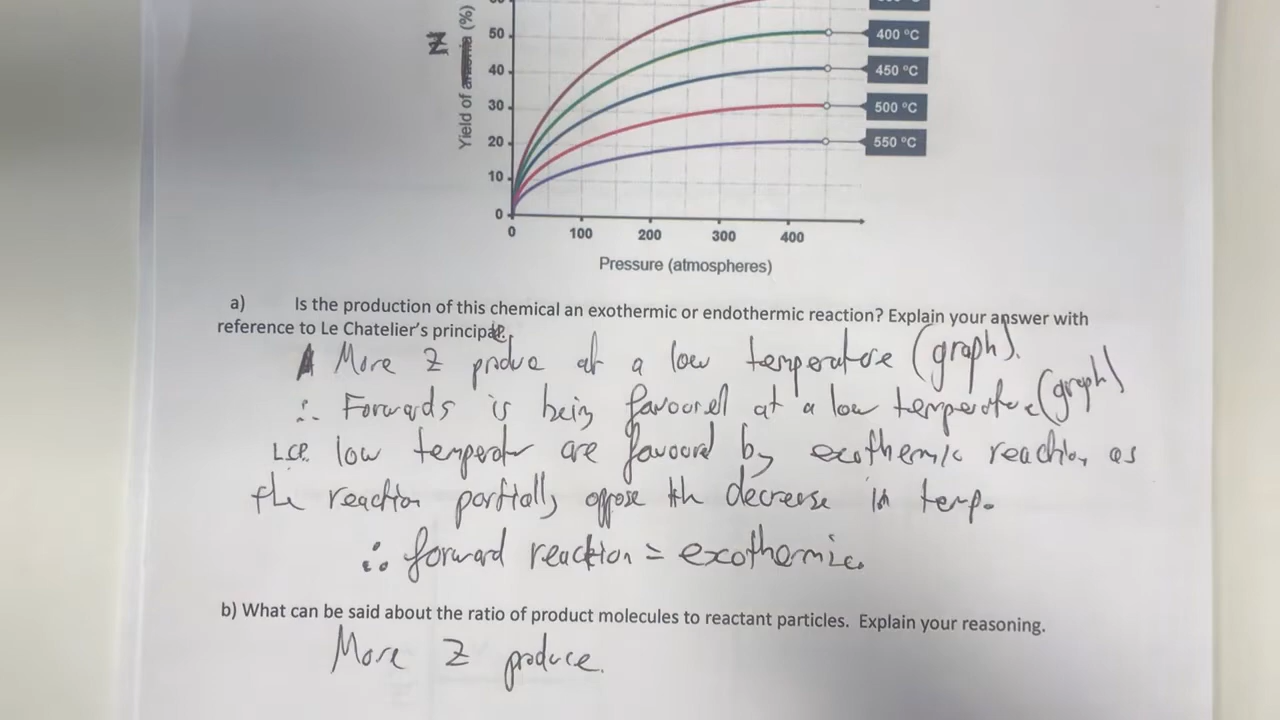 50
400 °C
Z
Yield of (%)
40
450 °C
30
500 °C
20
550 °C
10
0
0 100 200 300 400
Pressure (atmospheres)
a) Is the production of this chemical an exothermic or endothermic reaction? Explain your answer with
reference to Le Chatelier's principle.
More Z produe at a low temperature (graph).
∴ Forwards is being favoured at a low temperature (graph)
LCP. low temperatur are favoured by exothermic reaction, as
the reaction partially oppose the decrease in temp.
∴ forward reaction = exothermic.
b) What can be said about the ratio of product molecules to reactant particles. Explain your reasoning.
More Z produce.